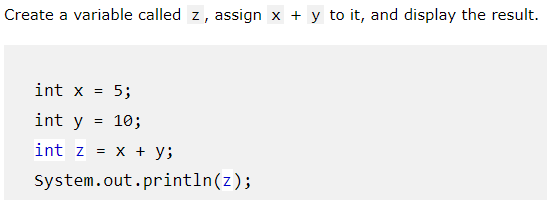 Create a variable called z, assign x + y to it, and display the result.
int x = 5;
int y = 10;
int z = x + y;
System.out.println(z);